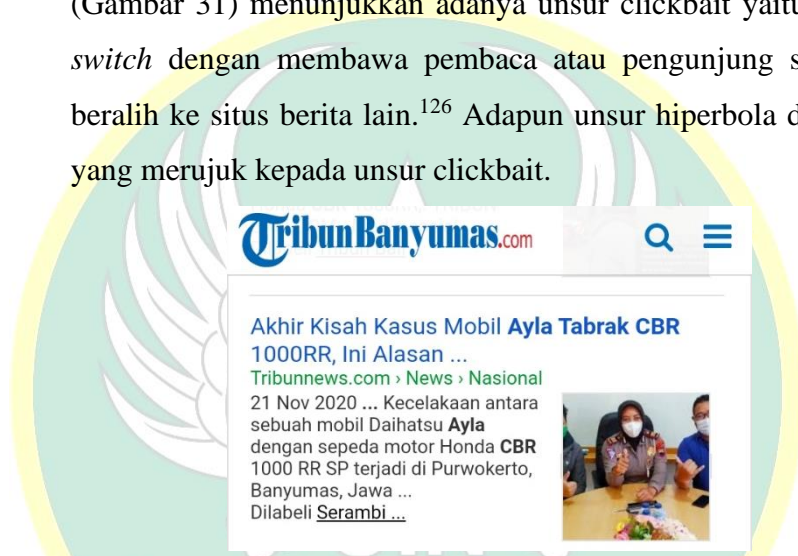 (Gambar 31) menunjukkan adanya unsur clickbait yaitu
switch dengan membawa pembaca atau pengunjung s
beralih ke situs berita lain.126 Adapun unsur hiperbola d
yang merujuk kepada unsur clickbait.
TribunBanyumas.com
Akhir Kisah Kasus Mobil Ayla Tabrak CBR
1000RR, Ini Alasan ...
Tribunnews.com › News › Nasional
21 Nov 2020 ... Kecelakaan antara
sebuah mobil Daihatsu Ayla
dengan sepeda motor Honda CBR
1000 RR SP terjadi di Purwokerto,
Banyumas, Jawa ...
Dilabeli Serambi ...